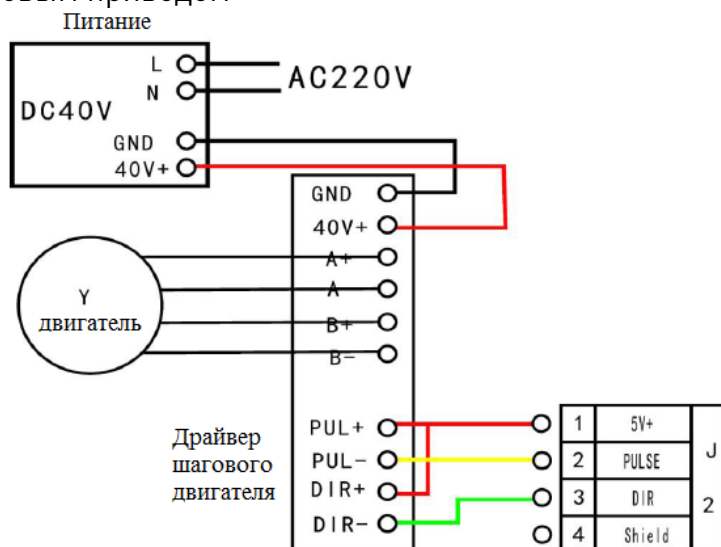 Питание
L
N
AC220V
DC40V
GND
40V+
GND
40V+
A+
A
B+
B-
Y
двигатель
Драйвер
шагового
двигателя
PUL+
PUL-
DIR+
DIR-
1 5V+
2 PULSE
3 DIR
4 Shield
J
2